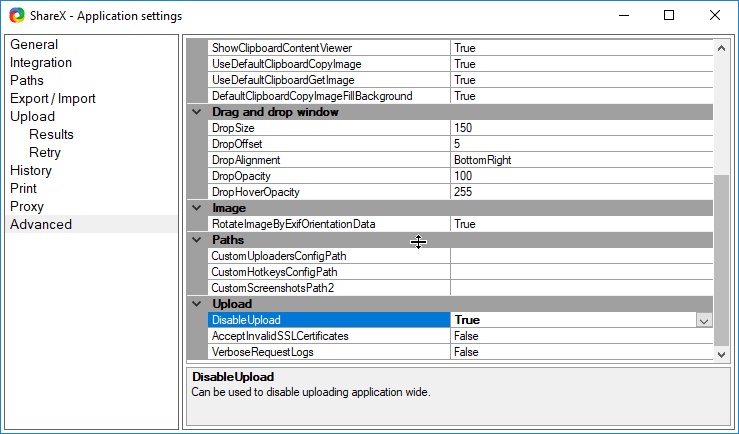 ShareX - Application settings
General
Integration
Paths
Export / Import
Upload
Results
Retry
History
Print
Proxy
Advanced
ShowClipboardContentViewer True
UseDefaultClipboardCopyImage True
UseDefaultClipboardGetImage True
DefaultClipboardCopyImageFillBackground True
Drag and drop window
DropSize 150
DropOffset 5
DropAlignment BottomRight
DropOpacity 100
DropHoverOpacity 255
Image
RotateImageByExifOrientationData True
Paths
CustomUploadersConfigPath
CustomHotkeysConfigPath
CustomScreenshotsPath2
Upload
DisableUpload True
AcceptInvalidSSLCertificates False
VerboseRequestLogs False
DisableUpload
Can be used to disable uploading application wide.